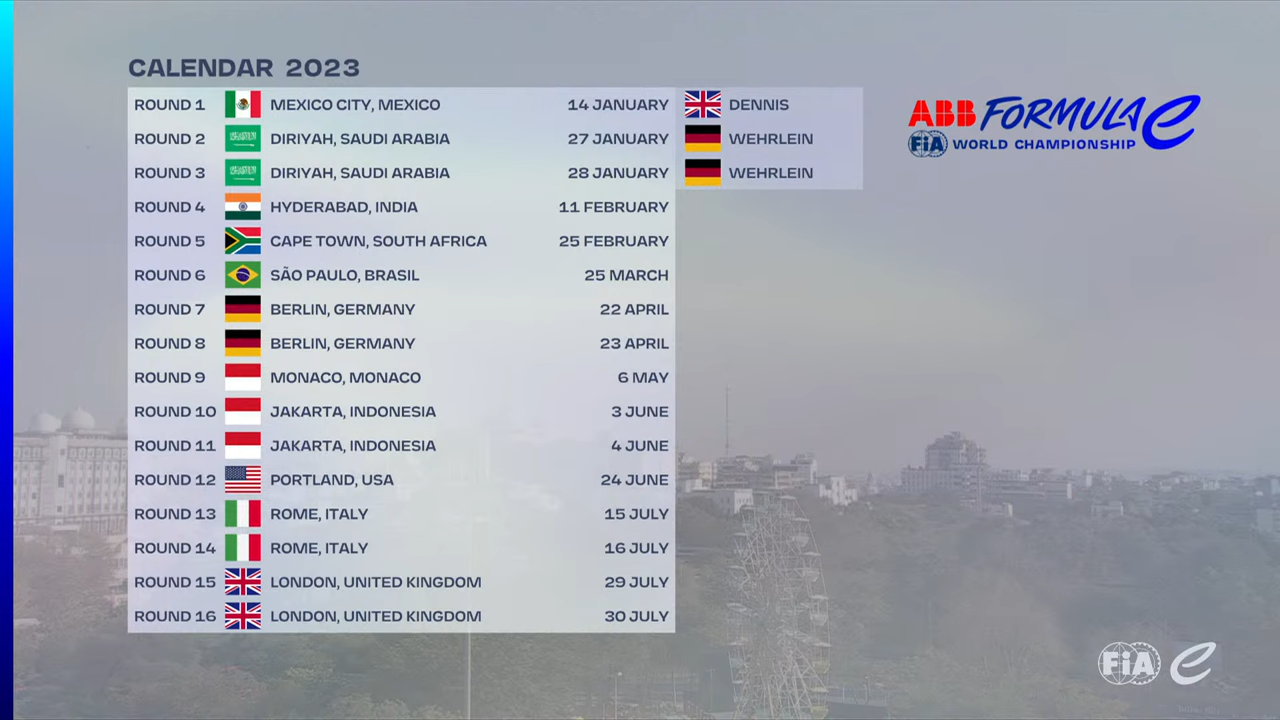 CALENDAR 2023
ROUND 1 MEXICO CITY, MEXICO 14 JANUARY DENNIS
ROUND 2 DIRIYAH, SAUDI ARABIA 27 JANUARY WEHRLEIN
ROUND 3 DIRIYAH, SAUDI ARABIA 28 JANUARY WEHRLEIN
ROUND 4 HYDERABAD, INDIA 11 FEBRUARY
ROUND 5 CAPE TOWN, SOUTH AFRICA 25 FEBRUARY
ROUND 6 SÃO PAULO, BRASIL 25 MARCH
ROUND 7 BERLIN, GERMANY 22 APRIL
ROUND 8 BERLIN, GERMANY 23 APRIL
ROUND 9 MONACO, MONACO 6 MAY
ROUND 10 JAKARTA, INDONESIA 3 JUNE
ROUND 11 JAKARTA, INDONESIA 4 JUNE
ROUND 12 PORTLAND, USA 24 JUNE
ROUND 13 ROME, ITALY 15 JULY
ROUND 14 ROME, ITALY 16 JULY
ROUND 15 LONDON, UNITED KINGDOM 29 JULY
ROUND 16 LONDON, UNITED KINGDOM 30 JULY
ABB FORMULA E
FIA WORLD CHAMPIONSHIP
FIA e